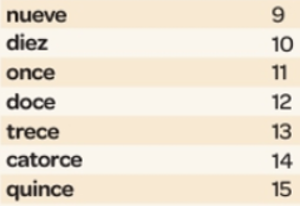 nueve 9
diez 10
once 11
doce 12
trece 13
catorce 14
quince 15